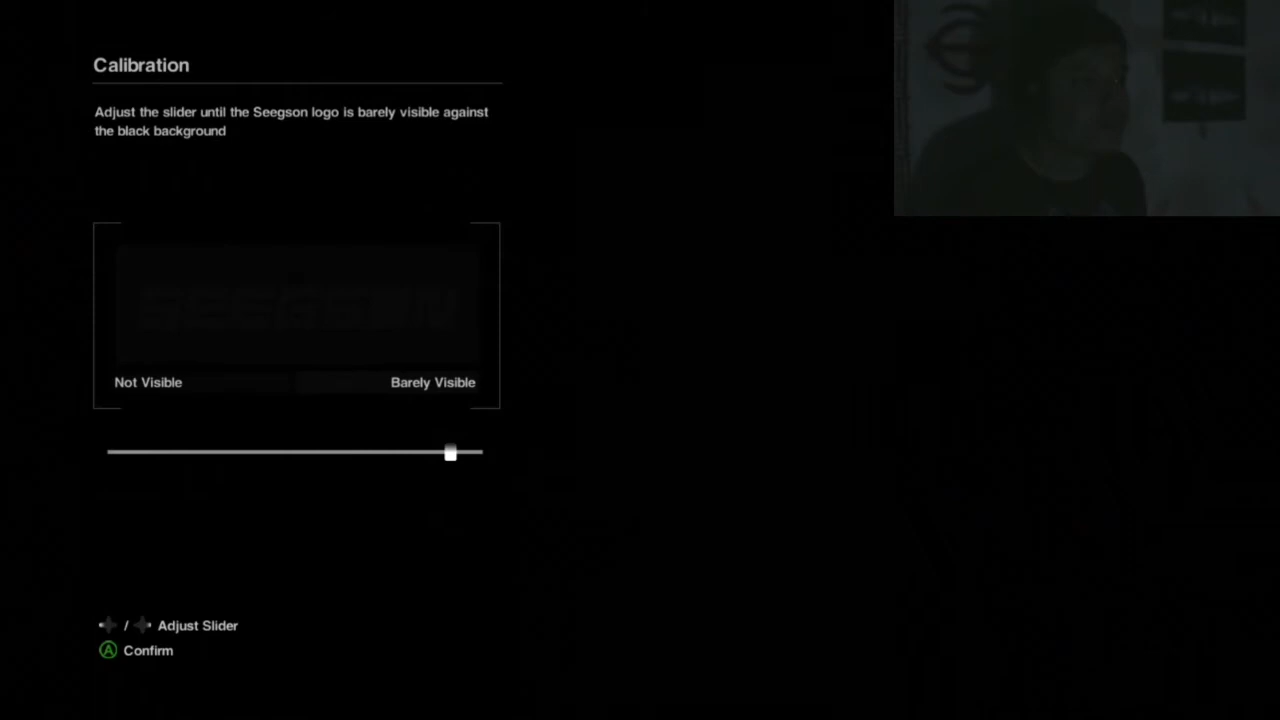 Calibration
Adjust the slider until the Seegson logo is barely visible against
the black background
SEEGSON
Not Visible
Barely Visible
/ Adjust Slider
A Confirm